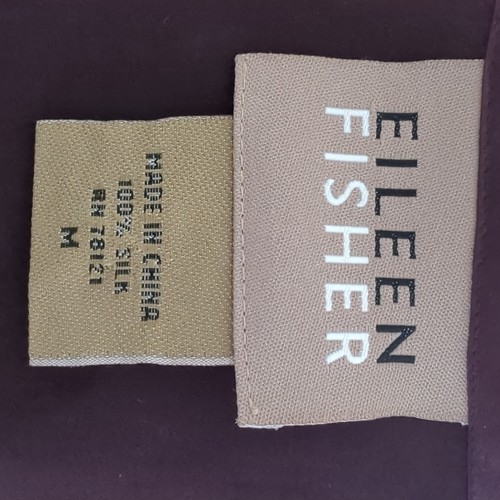 EILEEN
FISHER
MADE IN CHINA
100% SILK
RN 78121
M